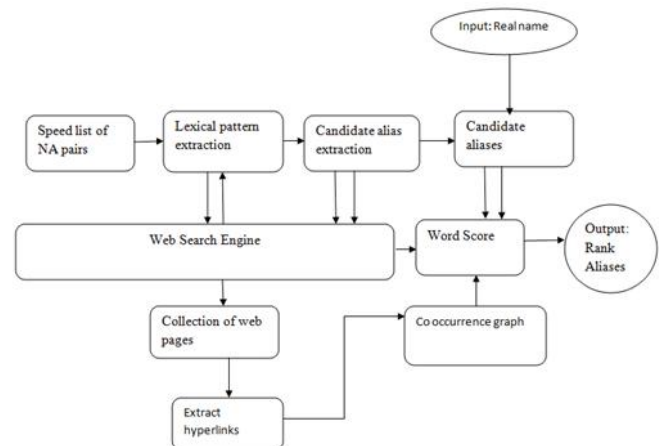 Input: Real name
Speed list of
NA pairs
Lexical pattern
extraction
Candidate alias
extraction
Candidate
aliases
Web Search Engine
Word Score
Output:
Rank
Aliases
Collection of web
pages
Co occurrence graph
Extract
hyperlinks